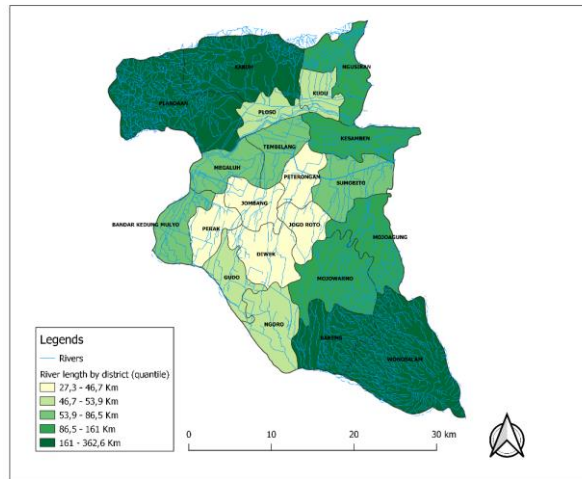 KABUH
NGUSIKAN
PLANDAAN
KUDU
PLOSO
KESAMBEN
TEMBELANG
MEGALUH
PETERONGAN
SUMOBITO
JOMBANG
BANDAR KEDUNG MULYO
PERAK
JOGO ROTO
MOJOAGUNG
DIWEK
GUDO
MOJOWARNO
NGORO
BARENG
WONOSALAM
Legends
Rivers
River length by district (quantile)
27,3 - 46,7 Km
46,7 - 53,9 Km
53,9 - 86,5 Km
86,5 - 161 Km
161 - 362,6 Km
0 10 20 30 km